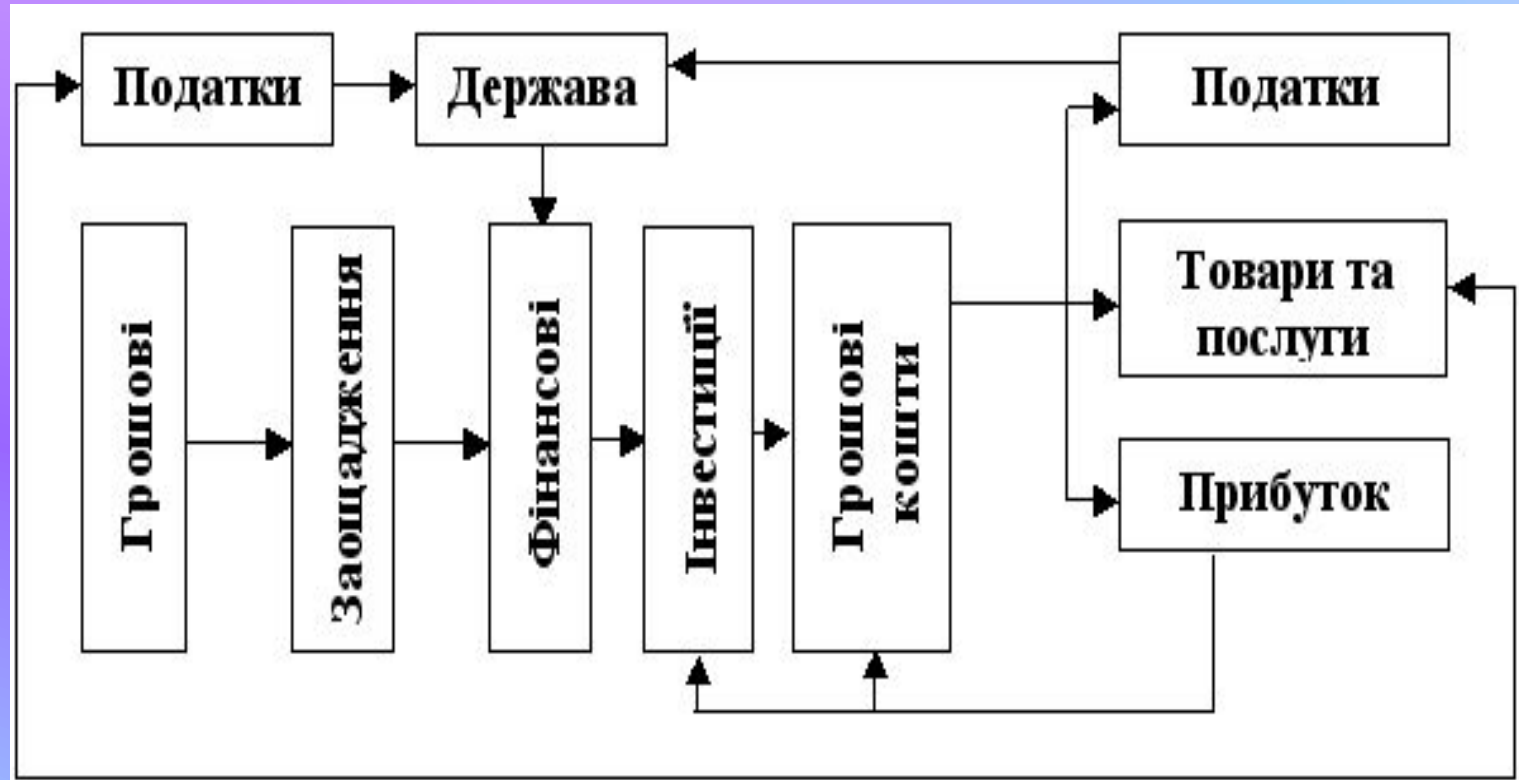 Податки
Держава
Податки
Грошові
Заощадження
Фінансові
Інвестиції
Грошові
кошти
Товари та
послуги
Прибуток